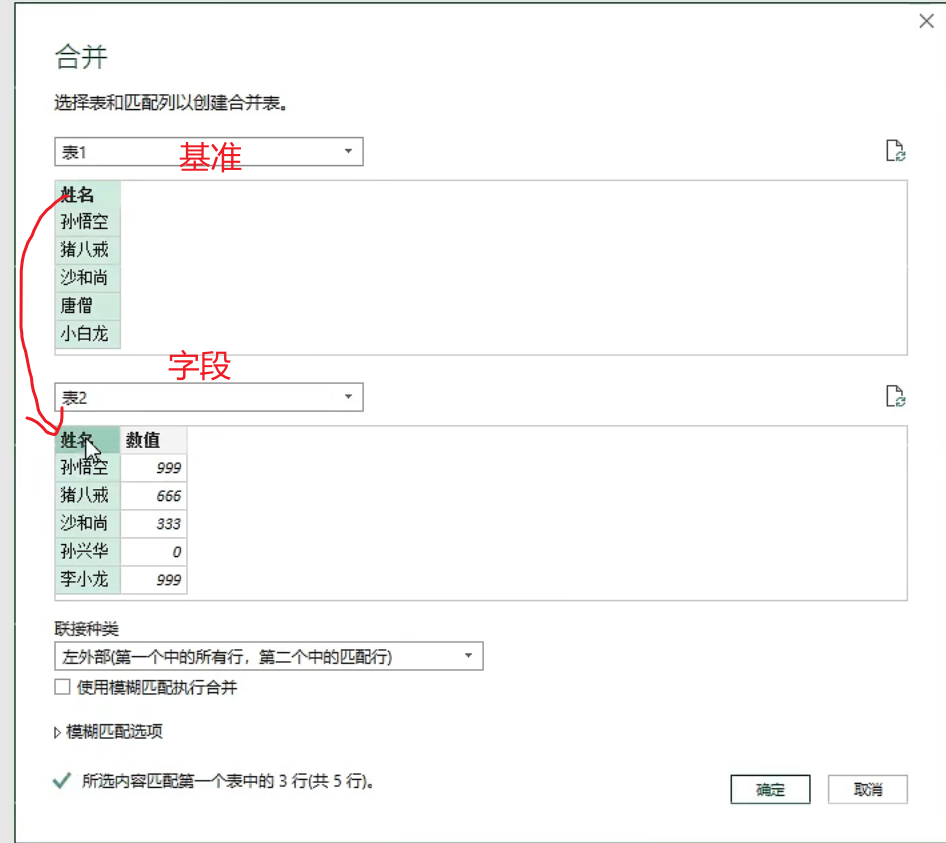 合并
选择表和匹配列以创建合并表。
表1
基准
姓名
孙悟空
猪八戒
沙和尚
唐僧
小白龙
字段
表2
姓名 数值
孙悟空 999
猪八戒 666
沙和尚 333
孙兴华 0
李小龙 999
联接种类
左外部(第一个中的所有行，第二个中的匹配行)
使用模糊匹配执行合并
模糊匹配选项
所选内容匹配第一个表中的 3 行(共 5 行)。
确定 取消